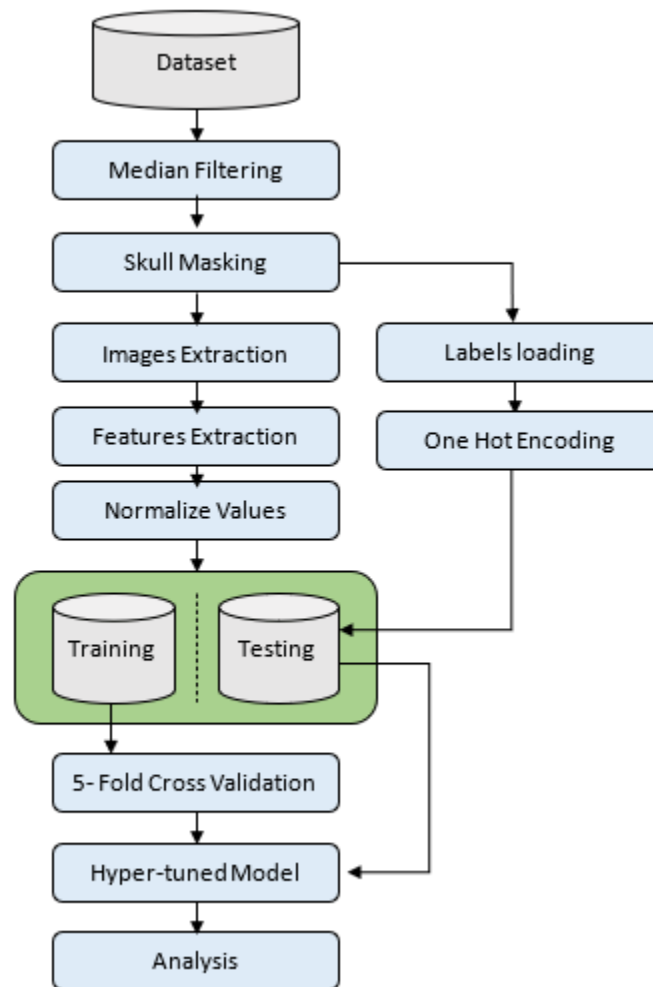 Dataset
Median Filtering
Skull Masking
Images Extraction
Labels loading
Features Extraction
One Hot Encoding
Normalize Values
Training
Testing
5- Fold Cross Validation
Hyper-tuned Model
Analysis